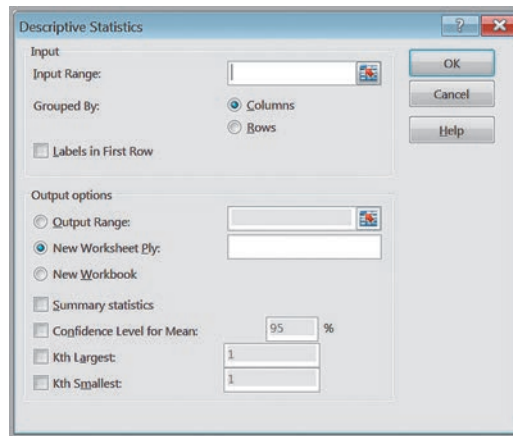 Descriptive Statistics
Input
Input Range:
Grouped By:
Columns
Rows
Labels in First Row
OK
Cancel
Help
Output options
Output Range:
New Worksheet Ply:
New Workbook
Summary statistics
Confidence Level for Mean: 95 %
Kth Largest: 1
Kth Smallest: 1